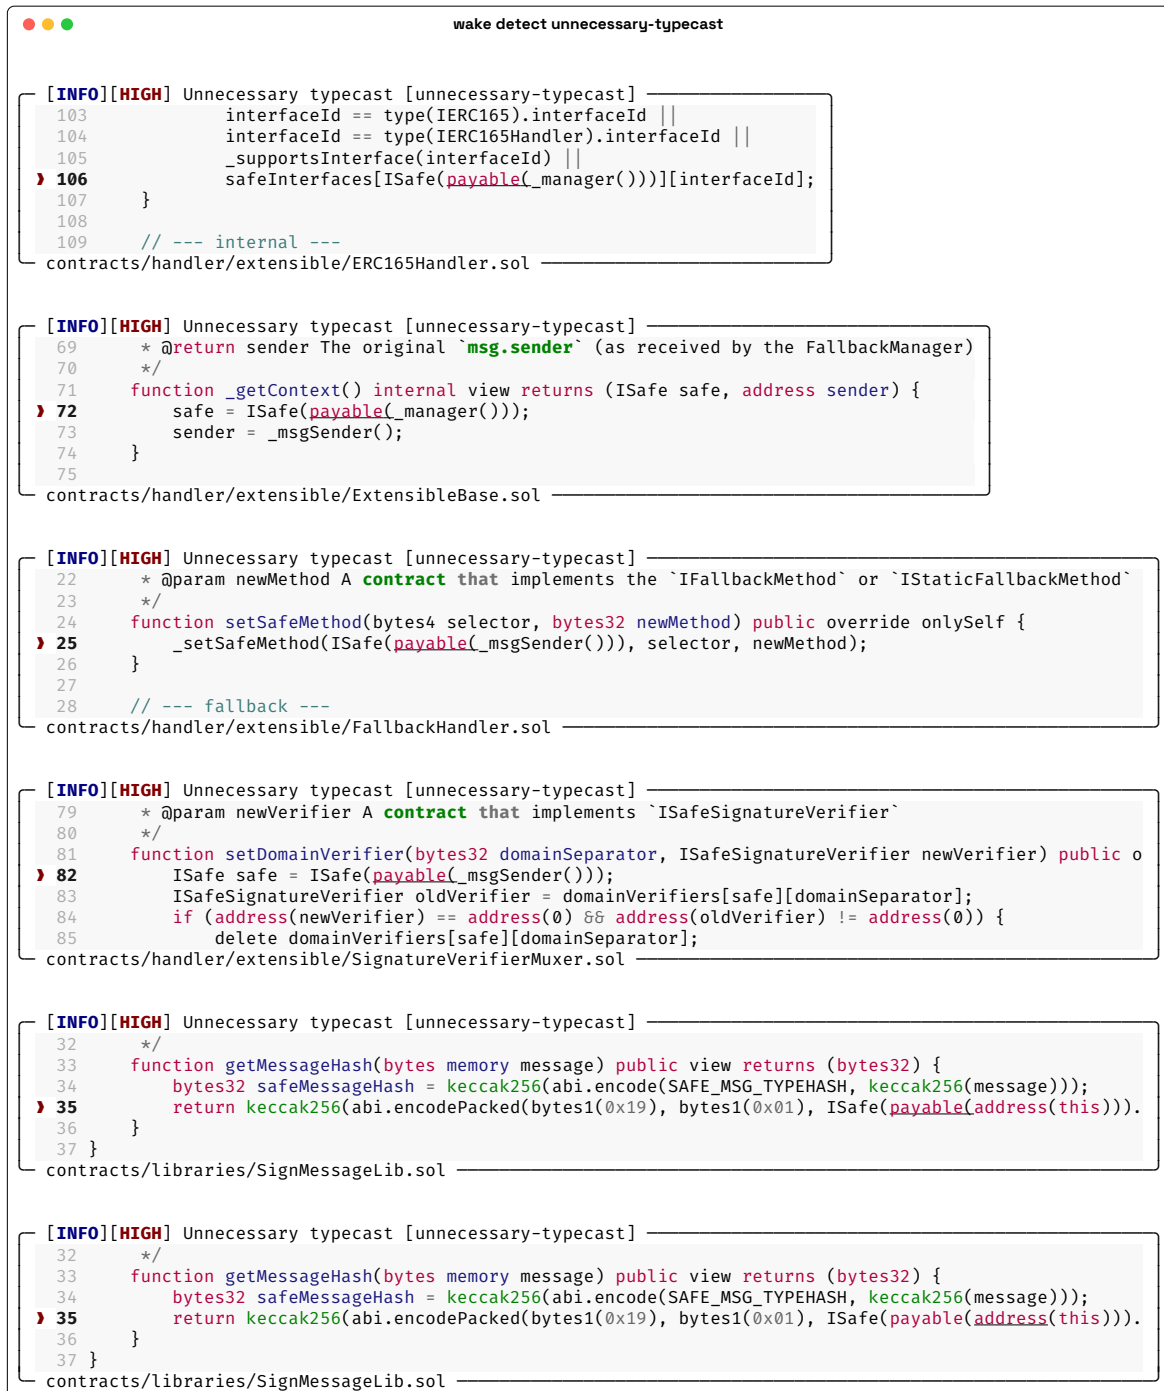 wake detect unnecessary-typecast
[INFO][HIGH] Unnecessary typecast [unnecessary-typecast]
103             interfaceId == type(IERC165).interfaceId ||
104             interfaceId == type(IERC165Handler).interfaceId ||
105             _supportsInterface(interfaceId) ||
❱ 106             safeInterfaces[ISafe(payable(_manager()))][interfaceId];
107     }
108
109     // --- internal ---
contracts/handler/extensible/ERC165Handler.sol
[INFO][HIGH] Unnecessary typecast [unnecessary-typecast]
69      * @return sender The original `msg.sender` (as received by the FallbackManager)
70      */
71     function _getContext() internal view returns (ISafe safe, address sender) {
❱ 72         safe = ISafe(payable(_manager()));
73         sender = _msgSender();
74     }
75
contracts/handler/extensible/ExtensibleBase.sol
[INFO][HIGH] Unnecessary typecast [unnecessary-typecast]
22      * @param newMethod A contract that implements the `IFallbackMethod` or `IStaticFallbackMethod`
23      */
24     function setSafeMethod(bytes4 selector, bytes32 newMethod) public override onlySelf {
❱ 25         _setSafeMethod(ISafe(payable(_msgSender())), selector, newMethod);
26     }
27
28     // --- fallback ---
contracts/handler/extensible/FallbackHandler.sol
[INFO][HIGH] Unnecessary typecast [unnecessary-typecast]
79      * @param newVerifier A contract that implements `ISafeSignatureVerifier`
80      */
81     function setDomainVerifier(bytes32 domainSeparator, ISafeSignatureVerifier newVerifier) public o
❱ 82         ISafe safe = ISafe(payable(_msgSender()));
83         ISafeSignatureVerifier oldVerifier = domainVerifiers[safe][domainSeparator];
84         if (address(newVerifier) == address(0) && address(oldVerifier) != address(0)) {
85             delete domainVerifiers[safe][domainSeparator];
contracts/handler/extensible/SignatureVerifierMuxer.sol
[INFO][HIGH] Unnecessary typecast [unnecessary-typecast]
32      */
33     function getMessageHash(bytes memory message) public view returns (bytes32) {
34         bytes32 safeMessageHash = keccak256(abi.encode(SAFE_MSG_TYPEHASH, keccak256(message)));
❱ 35         return keccak256(abi.encodePacked(bytes1(0x19), bytes1(0x01), ISafe(payable(address(this))).
36     }
37 }
contracts/libraries/SignMessageLib.sol
[INFO][HIGH] Unnecessary typecast [unnecessary-typecast]
32      */
33     function getMessageHash(bytes memory message) public view returns (bytes32) {
34         bytes32 safeMessageHash = keccak256(abi.encode(SAFE_MSG_TYPEHASH, keccak256(message)));
❱ 35         return keccak256(abi.encodePacked(bytes1(0x19), bytes1(0x01), ISafe(payable(address(this))).
36     }
37 }
contracts/libraries/SignMessageLib.sol